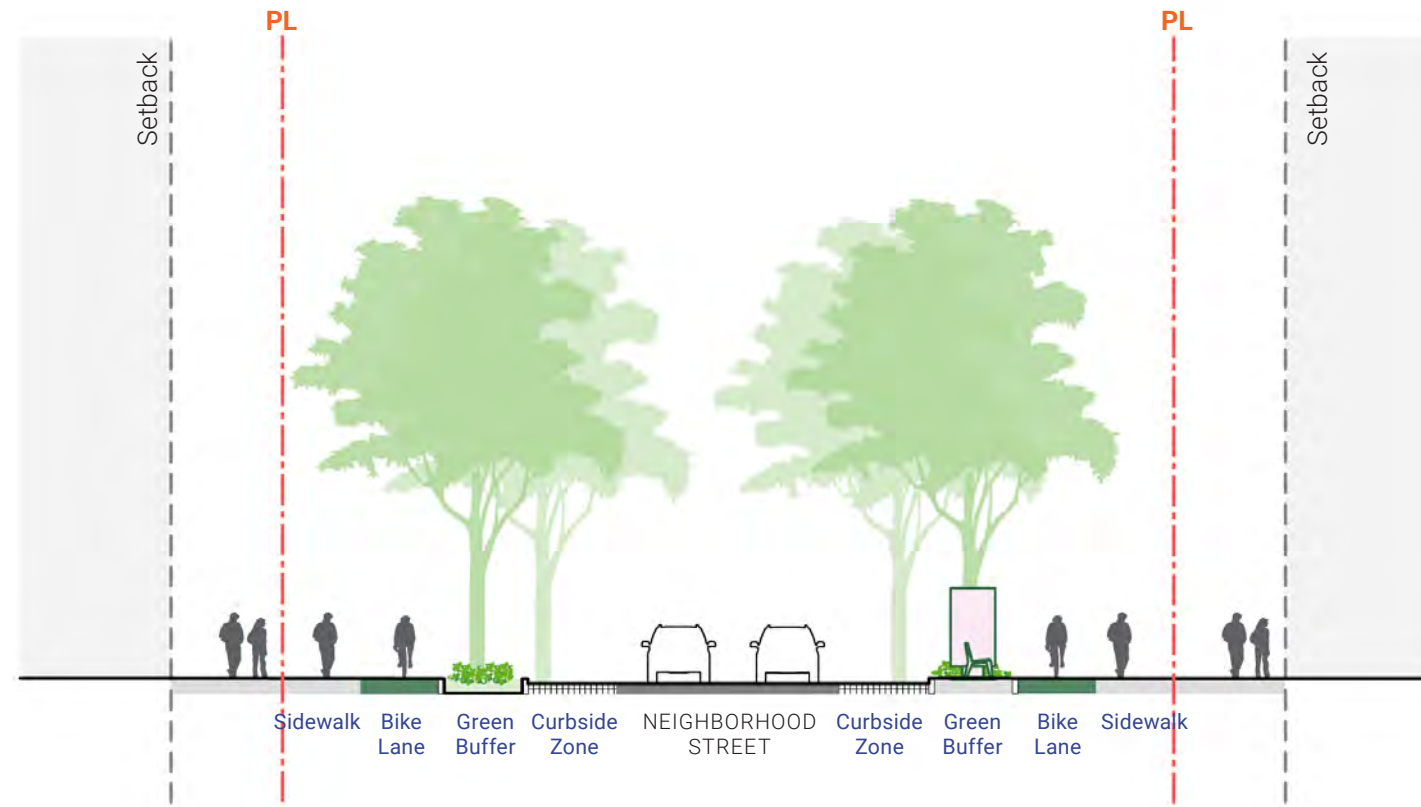 PL
PL
Setback
Setback
Sidewalk
Bike
Lane
Green
Buffer
Curbside
Zone
NEIGHBORHOOD
STREET
Curbside
Zone
Green
Buffer
Bike
Lane
Sidewalk